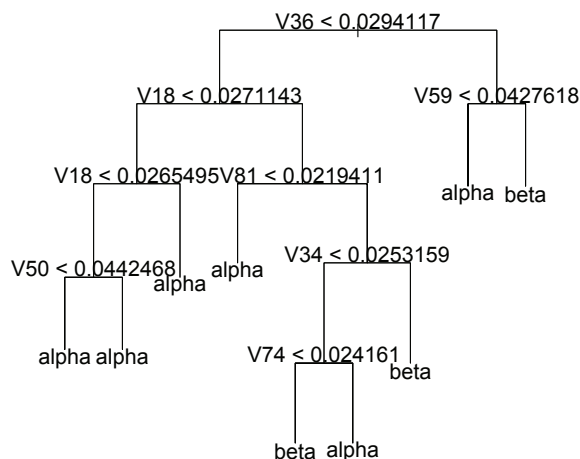 V36 < 0.0294117
V18 < 0.0271143
V59 < 0.0427618
V18 < 0.0265495
V81 < 0.0219411
alpha
beta
V50 < 0.0442468
alpha
alpha
V34 < 0.0253159
alpha
alpha
V74 < 0.024161
beta
beta
alpha